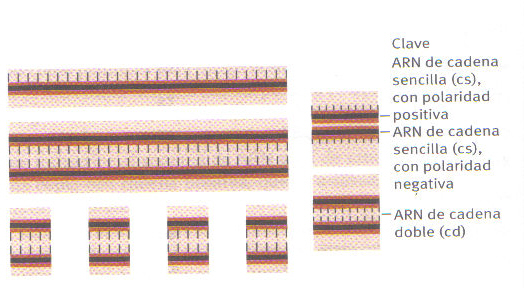 Clave
ARN de cadena
sencilla (cs),
con polaridad
positiva
ARN de cadena
sencilla (cs),
con polaridad
negativa
ARN de cadena
doble (cd)